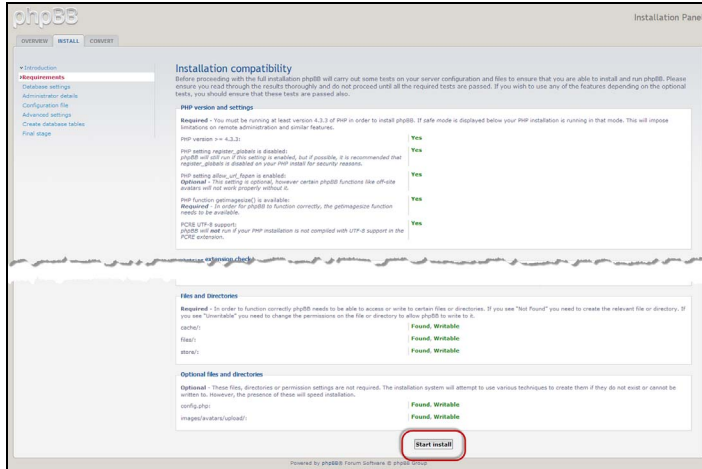 phpBB
Installation Pane
OVERVIEW INSTALL CONVERT
Introduction
Requirements
Database settings
Administrator details
Configuration file
Advanced settings
Create database tables
Final stage
Installation compatibility
Before proceeding with the full installation phpBB will carry out some tests on your server configuration and files to ensure that you are able to install and run phpBB. Please
ensure you read through the results thoroughly and do not proceed until all the required tests are passed. If you wish to use any of the features depending on the optional
tests, you should ensure that these tests are passed also.
PHP version and settings
Required - You must be running at least version 4.3.3 of PHP in order to install phpBB. If safe mode is displayed below your PHP installation is running in that mode. This will impose
limitations on remote administration and similar features.
PHP version >= 4.3.3: Yes
PHP setting register_globals is disabled: Yes
phpBB will still run if this setting is enabled, but if possible, it is recommended that
register_globals is disabled on your PHP install for security reasons.
PHP setting allow_url_fopen is enabled: Yes
Optional - This setting is optional, however certain phpBB functions like off-site
avatars will not work properly without it.
PHP function getimagesize() is available: Yes
Required - In order for phpBB to function correctly, the getimagesize function
needs to be available.
PCRE UTF-8 support: Yes
phpBB will not run if your PHP installation is not compiled with UTF-8 support in the
PCRE extension.
extension check
Files and Directories
Required - In order to function correctly phpBB needs to be able to access or write to certain files or directories. If you see "Not Found" you need to create the relevant file or directory. If
you see "Unwritable" you need to change the permissions on the file or directory to allow phpBB to write to it.
cache/: Found, Writable
files/: Found, Writable
store/: Found, Writable
Optional files and directories
Optional - These files, directories or permission settings are not required. The installation system will attempt to use various techniques to create them if they do not exist or cannot be
written to. However, the presence of these will speed installation.
config.php: Found, Writable
images/avatars/upload/: Found, Writable
Start install
Powered by phpBB® Forum Software © phpBB Group